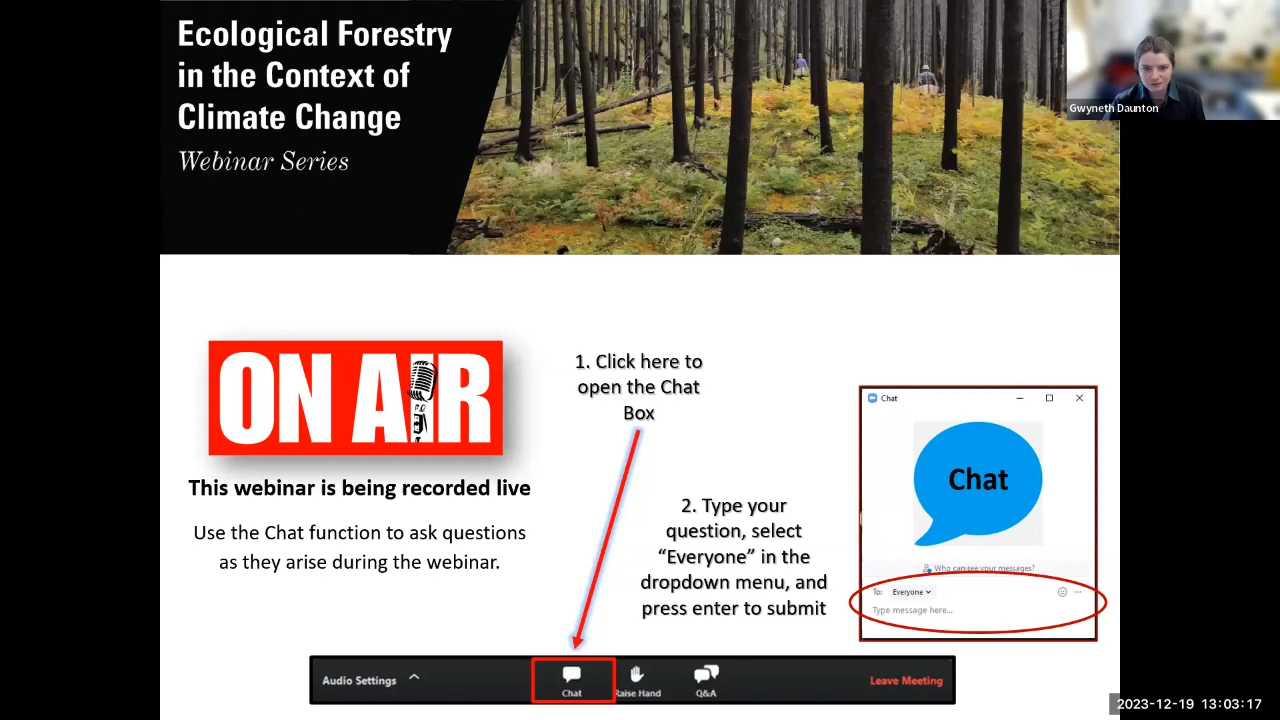 Ecological Forestry
in the Context of
Climate Change
Webinar Series
Gwyneth Daunton
ON AIR
This webinar is being recorded live
Use the Chat function to ask questions
as they arise during the webinar.
1. Click here to
open the Chat
Box
2. Type your
question, select
“Everyone” in the
dropdown menu, and
press enter to submit
Chat
Chat
Who can see your messages?
To: Everyone
Type message here...
Audio Settings
Chat
Raise Hand
Q&A
Leave Meeting
2023-12-19 13:03:17